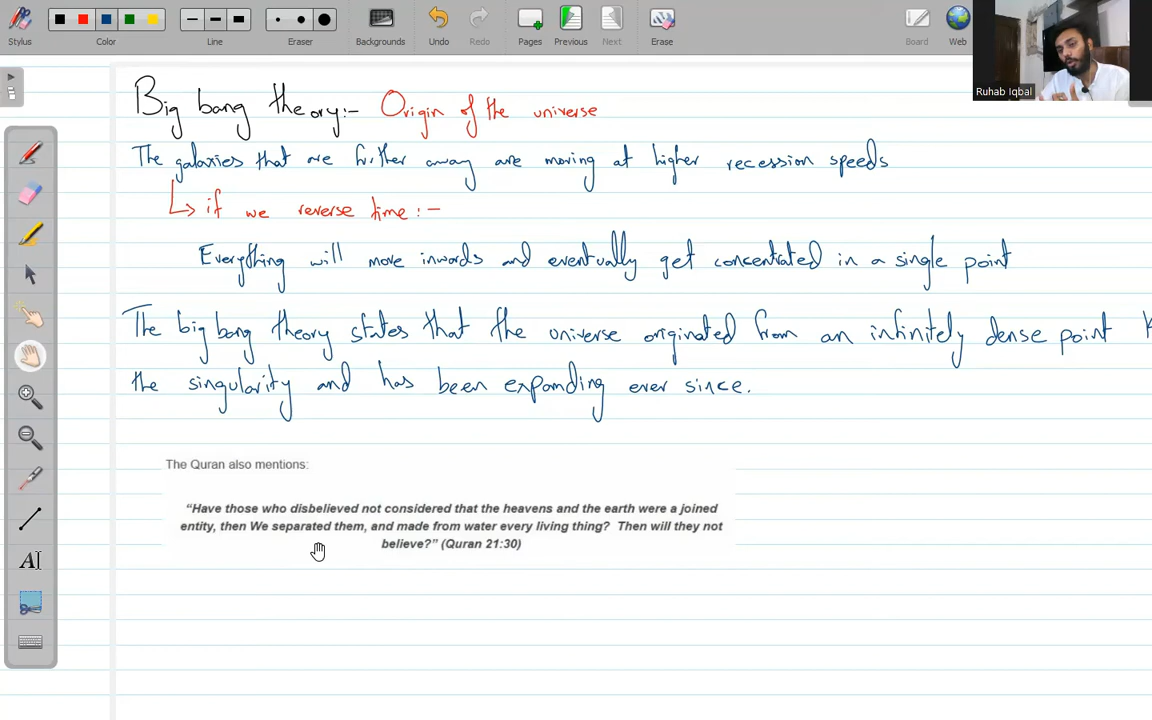 Stylus
Color
Line
Eraser
Backgrounds
Undo
Redo
Pages
Previous
Next
Erase
Board
Web
Ruhab Iqbal
Big bang theory:- Origin of the universe
The galaxies that are further away are moving at higher recession speeds
if we reverse time:-
Everything will move inwards and eventually get concentrated in a single point
The big bang theory states that the universe originated from an infinitely dense point
the singularity and has been expanding ever since.
The Quran also mentions:
“Have those who disbelieved not considered that the heavens and the earth were a joined
entity, then We separated them, and made from water every living thing? Then will they not
believe?” (Quran 21:30)
AI